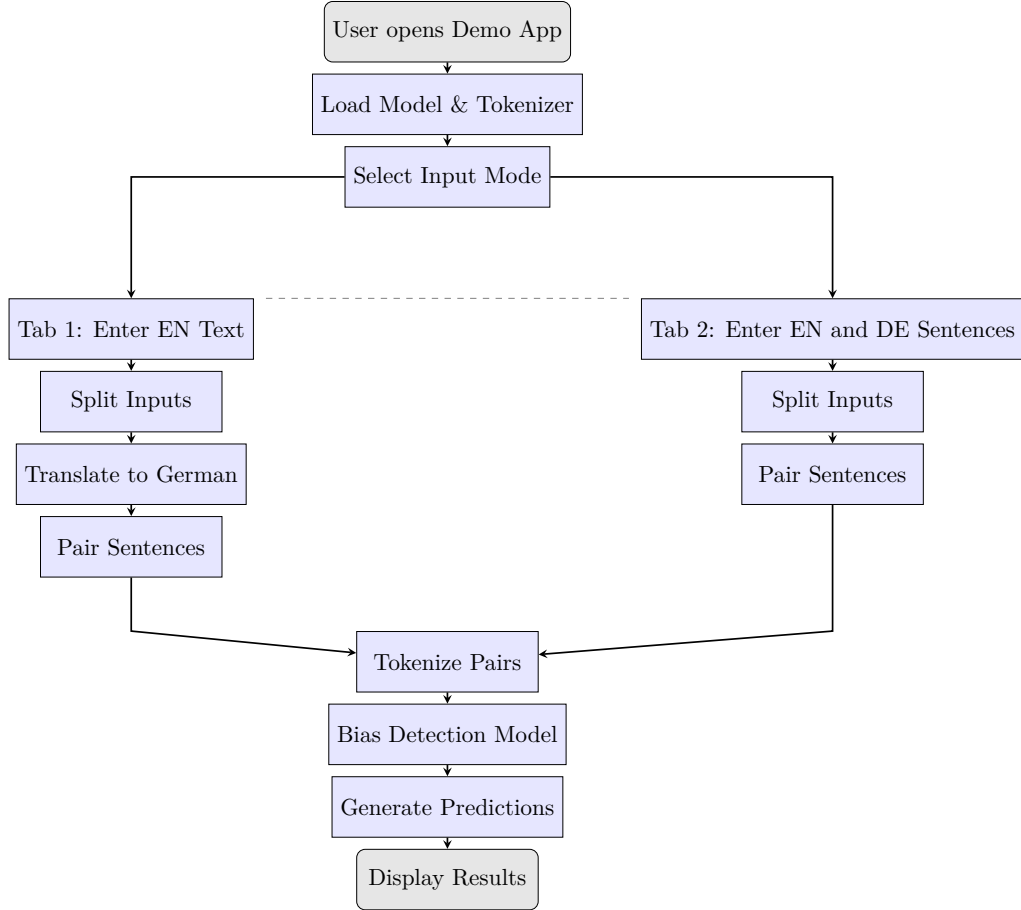 User opens Demo App
Load Model & Tokenizer
Select Input Mode
Tab 1: Enter EN Text
Split Inputs
Translate to German
Pair Sentences
Tab 2: Enter EN and DE Sentences
Split Inputs
Pair Sentences
Tokenize Pairs
Bias Detection Model
Generate Predictions
Display Results